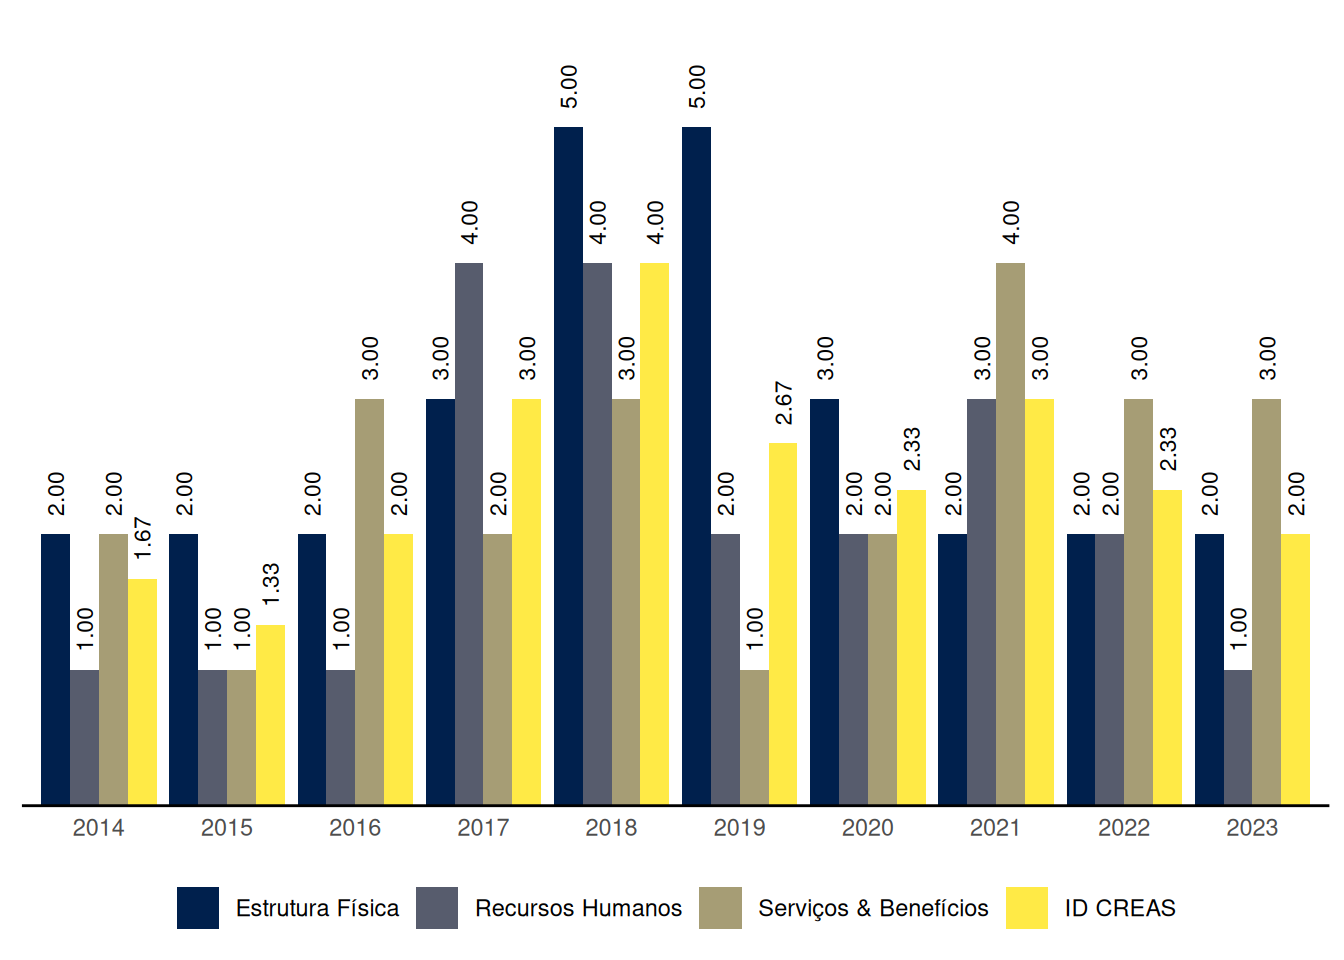 5.00 5.00
4.00 4.00 4.00 4.00
3.00 3.00 3.00 3.00 3.00 3.00 3.00 3.00 3.00
2.67
2.33 2.33
2.00 2.00 2.00 2.00 2.00 2.00 2.00 2.00 2.00 2.00 2.00 2.00 2.00 2.00
1.67
1.33
1.00 1.00 1.00 1.00 1.00 1.00
2014 2015 2016 2017 2018 2019 2020 2021 2022 2023
Estrutura Física Recursos Humanos Serviços & Benefícios ID CREAS